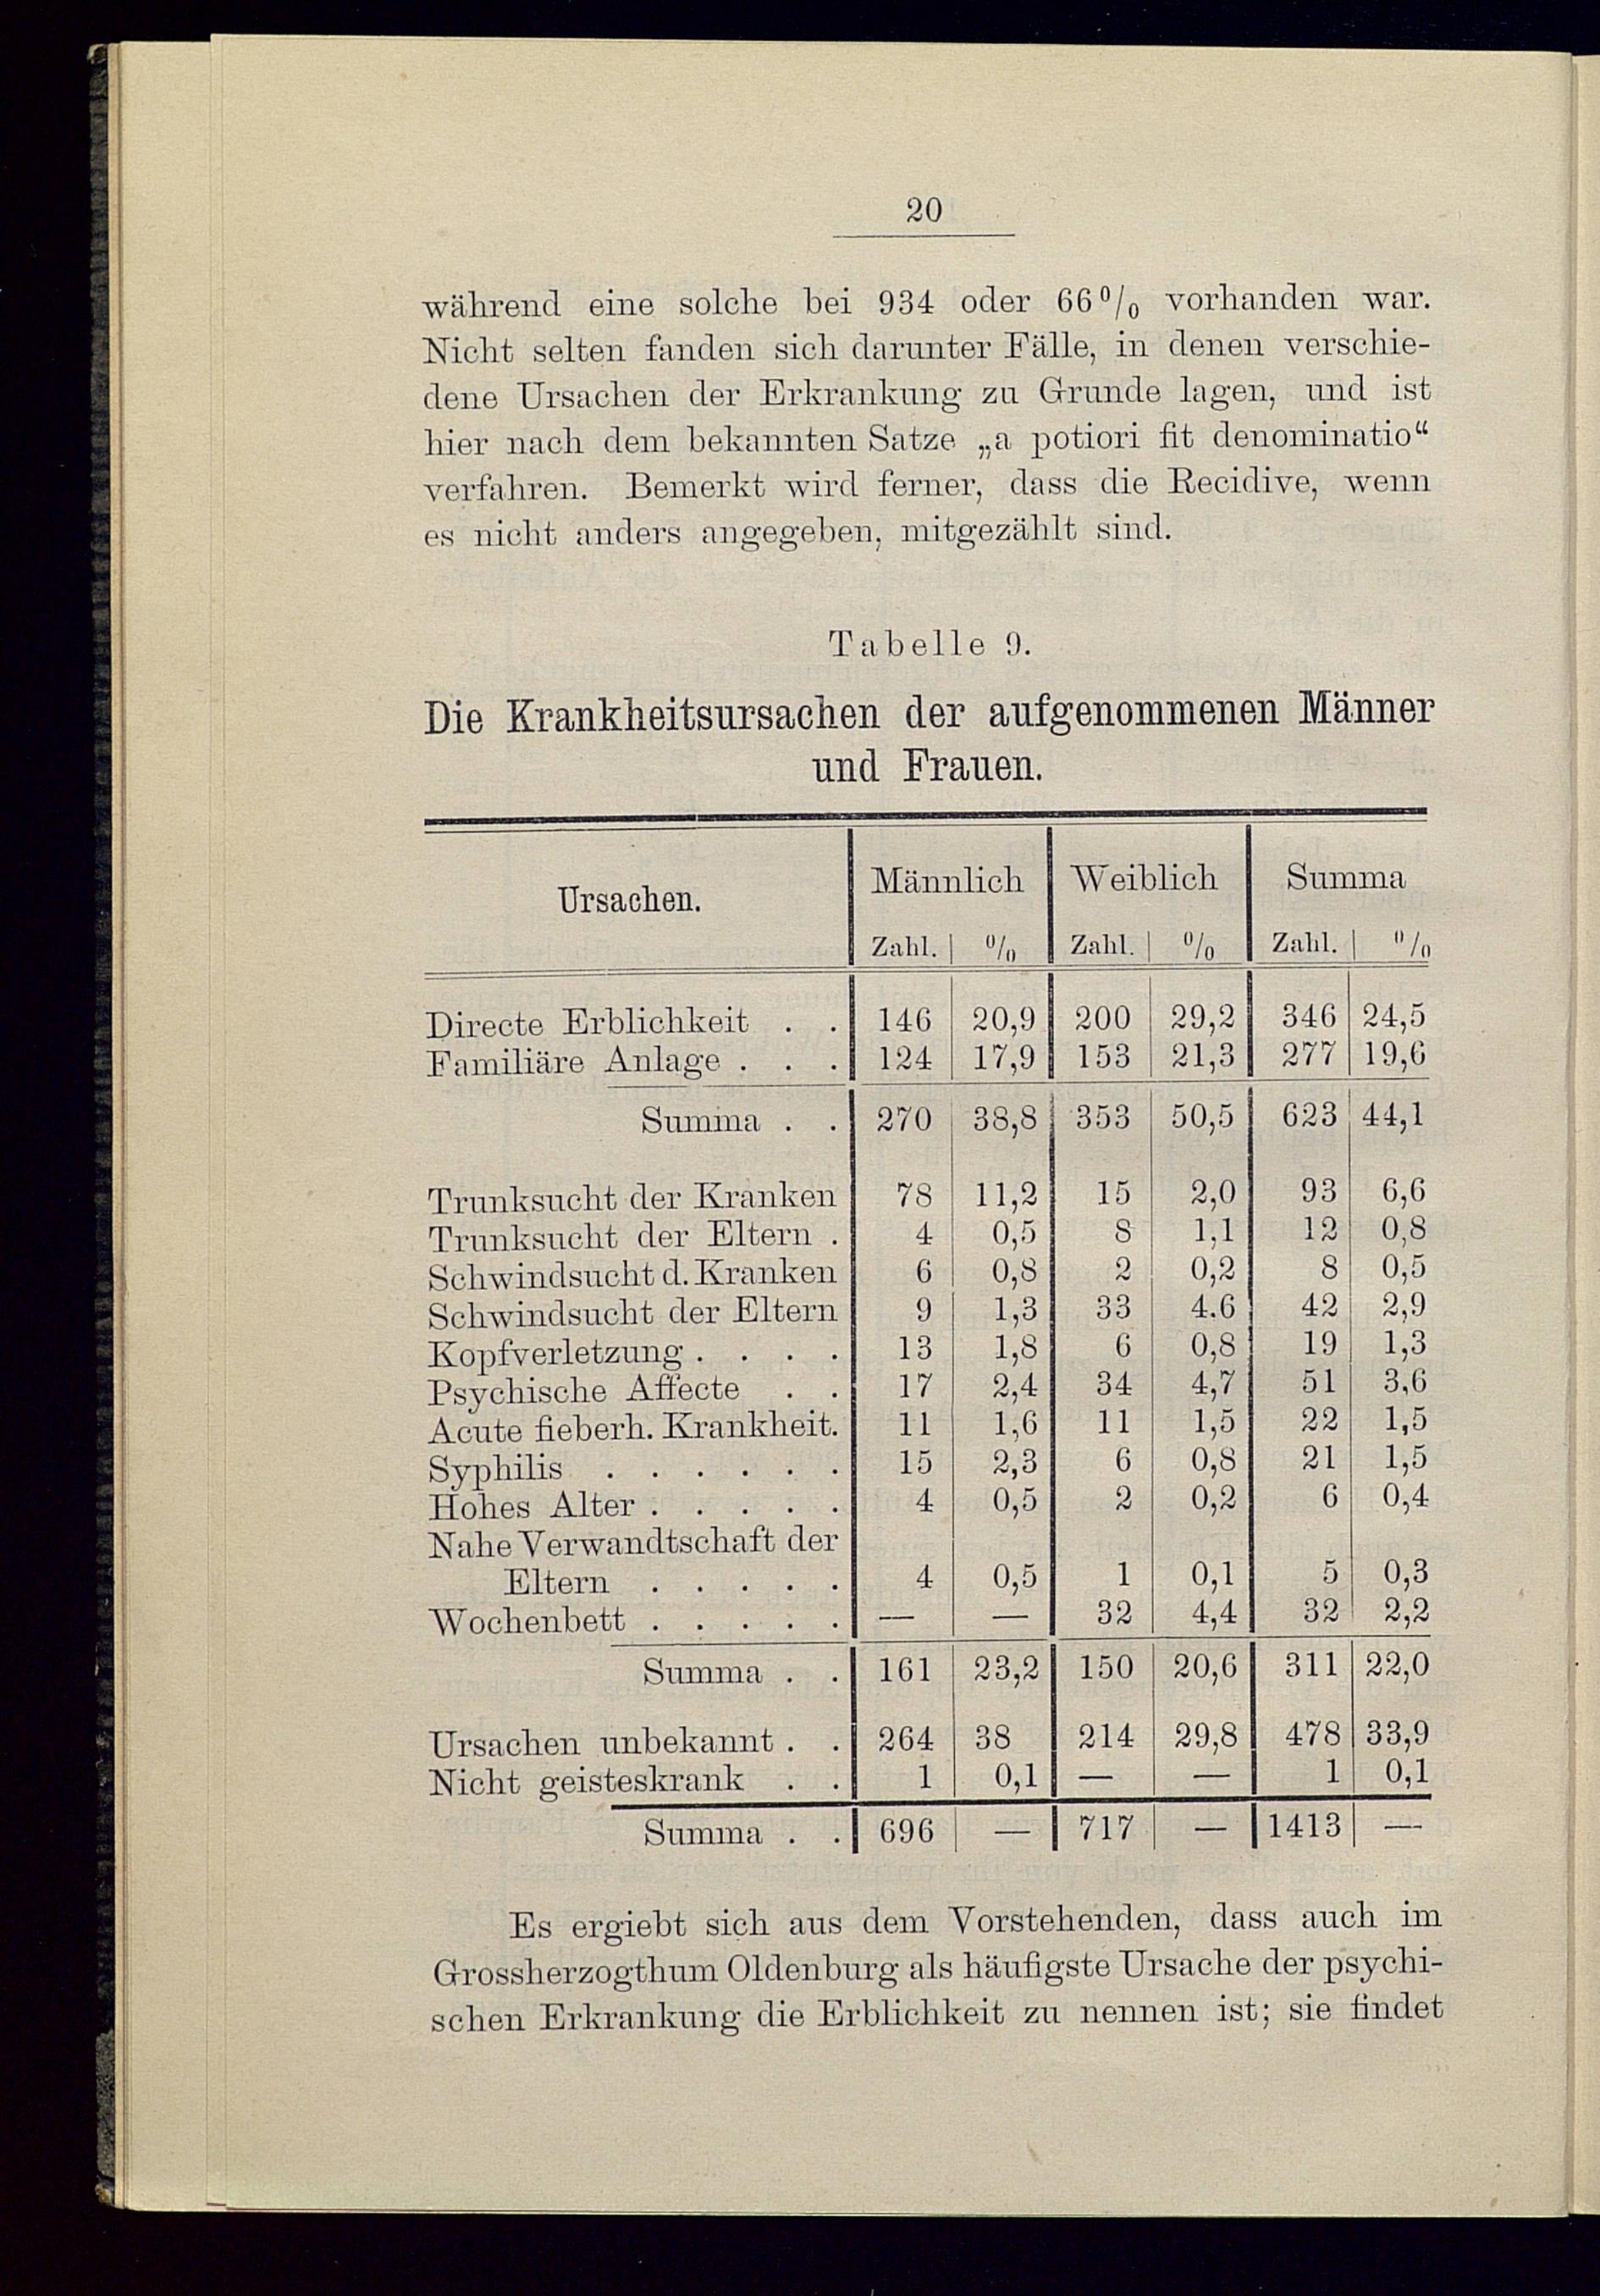 20
während eine solche bei 934 oder 66 % vorhanden war.
Nicht selten fanden sich darunter Fälle, in denen verschie-
dene Ursachen der Erkrankung zu Grunde lagen, und ist
hier nach dem bekannten Satze „a potiori fit denominatio“
verfahren. Bemerkt wird ferner, dass die Recidive, wenn
es nicht anders angegeben, mitgezählt sind.
Tabelle 9.
Die Krankheitsursachen der aufgenommenen Männer
und Frauen.
Ursachen. Männlich Weiblich Summa
Zahl. % Zahl. % Zahl. %
Directe Erblichkeit . . 146 20,9 200 29,2 346 24,5
Familiäre Anlage . . . 124 17,9 153 21,3 277 19,6
Summa . . 270 38,8 353 50,5 623 44,1
Trunksucht der Kranken 78 11,2 15 2,0 93 6,6
Trunksucht der Eltern . 4 0,5 8 1,1 12 0,8
Schwindsucht d. Kranken 6 0,8 2 0,2 8 0,5
Schwindsucht der Eltern 9 1,3 33 4.6 42 2,9
Kopfverletzung . . . . 13 1,8 6 0,8 19 1,3
Psychische Affecte . . 17 2,4 34 4,7 51 3,6
Acute fieberh. Krankheit. 11 1,6 11 1,5 22 1,5
Syphilis . . . . . . 15 2,3 6 0,8 21 1,5
Hohes Alter . . . . . 4 0,5 2 0,2 6 0,4
Nahe Verwandtschaft der
Eltern . . . . . 4 0,5 1 0,1 5 0,3
Wochenbett . . . . . — — 32 4,4 32 2,2
Summa . . 161 23,2 150 20,6 311 22,0
Ursachen unbekannt . . 264 38 214 29,8 478 33,9
Nicht geisteskrank . . 1 0,1 — — 1 0,1
Summa . . 696 — 717 — 1413 —
Es ergiebt sich aus dem Vorstehenden, dass auch im
Grossherzogthum Oldenburg als häufigste Ursache der psychi-
schen Erkrankung die Erblichkeit zu nennen ist; sie findet